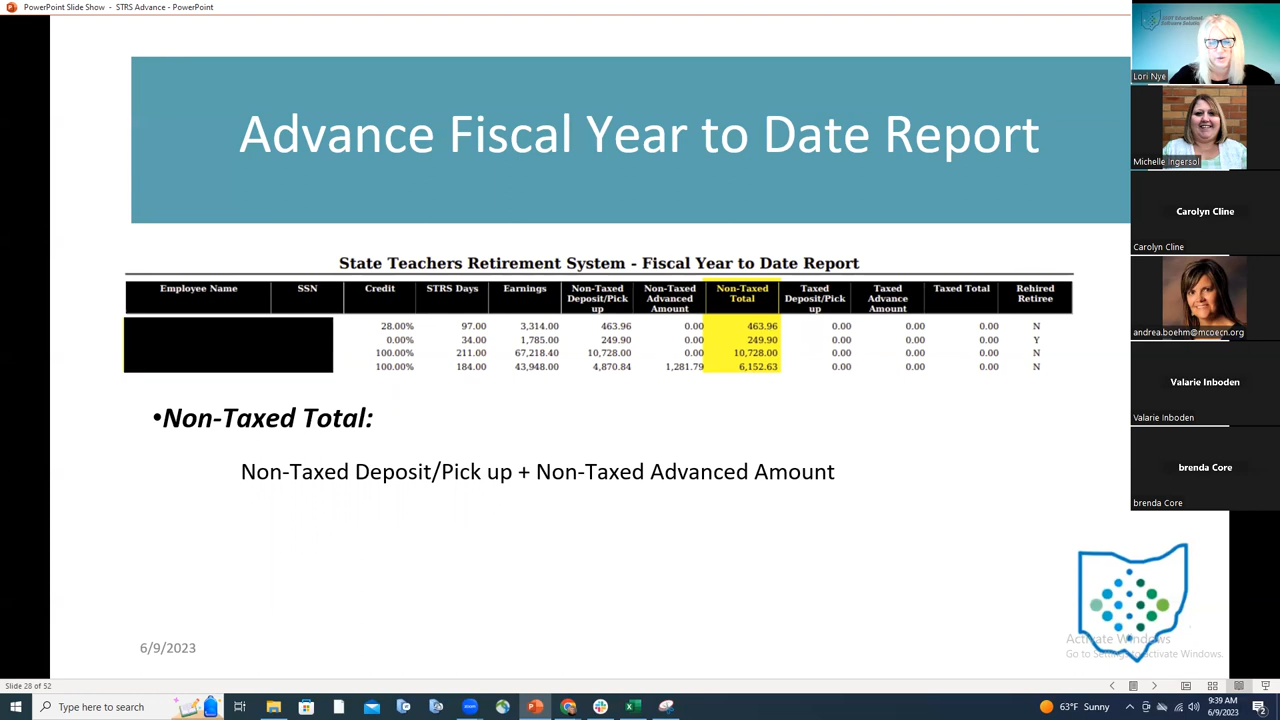 PowerPoint Slide Show - STRS Advance - PowerPoint
Advance Fiscal Year to Date Report
State Teachers Retirement System - Fiscal Year to Date Report
Employee Name SSN Credit STRS Days Earnings Non-Taxed Deposit/Pick up Non-Taxed Advanced Amount Non-Taxed Total Taxed Deposit/Pick up Taxed Advance Amount Taxed Total Rehired Retiree
28.00% 97.00 3,314.00 463.96 0.00 463.96 0.00 0.00 0.00 N
0.00% 34.00 1,785.00 249.90 0.00 249.90 0.00 0.00 0.00 Y
100.00% 211.00 67,218.40 10,728.00 0.00 10,728.00 0.00 0.00 0.00 N
100.00% 184.00 43,948.00 4,870.84 1,281.79 6,152.63 0.00 0.00 0.00 N
•Non-Taxed Total:
Non-Taxed Deposit/Pick up + Non-Taxed Advanced Amount
6/9/2023
Activate Windows
Go to Settings to activate Windows.
Lori Nye
Michelle Ingersol
Carolyn Cline
Carolyn Cline
andrea.boehm@mcoecn.org
Valarie Inboden
Valarie Inboden
brenda Core
brenda Core
Slide 28 of 52
Type here to search
63°F Sunny
9:39 AM
6/9/2023